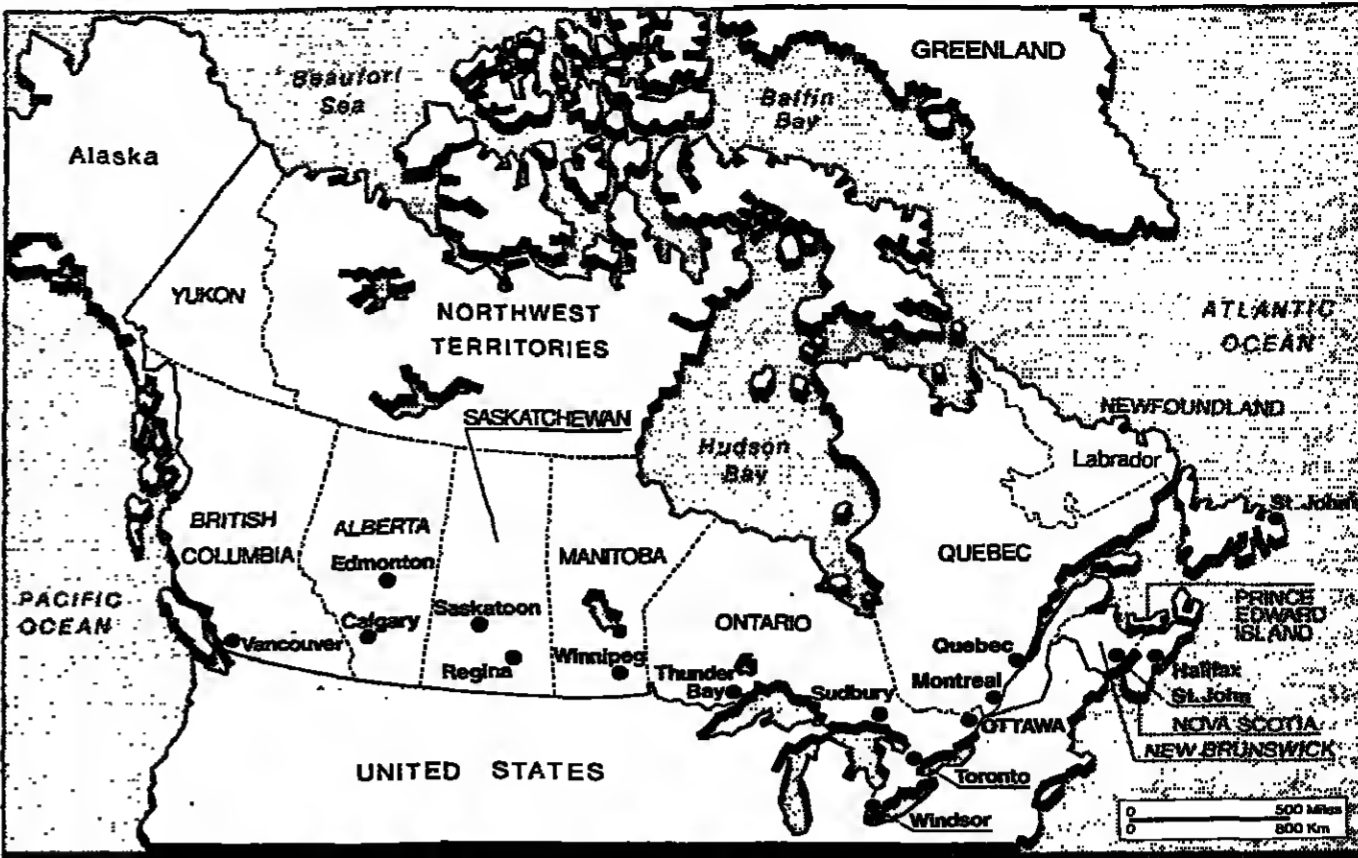 GREENLAND
Beaufort
Sea
Baffin
Bay
Alaska
YUKON
NORTHWEST
TERRITORIES
ATLANTIC
OCEAN
SASKATCHEWAN
NEWFOUNDLAND
Hudson
Bay
Labrador
St. John's
BRITISH
COLUMBIA
ALBERTA
Edmonton
MANITOBA
QUEBEC
PACIFIC
OCEAN
Saskatoon
Calgary
Vancouver
Regina
Winnipeg
ONTARIO
PRINCE
EDWARD
ISLAND
Thunder
Bay
Sudbury
Quebec
Montreal
Halifax
St. John
OTTAWA
NOVA SCOTIA
NEW BRUNSWICK
UNITED STATES
Toronto
Windsor
0 500 Miles
0 800 Km